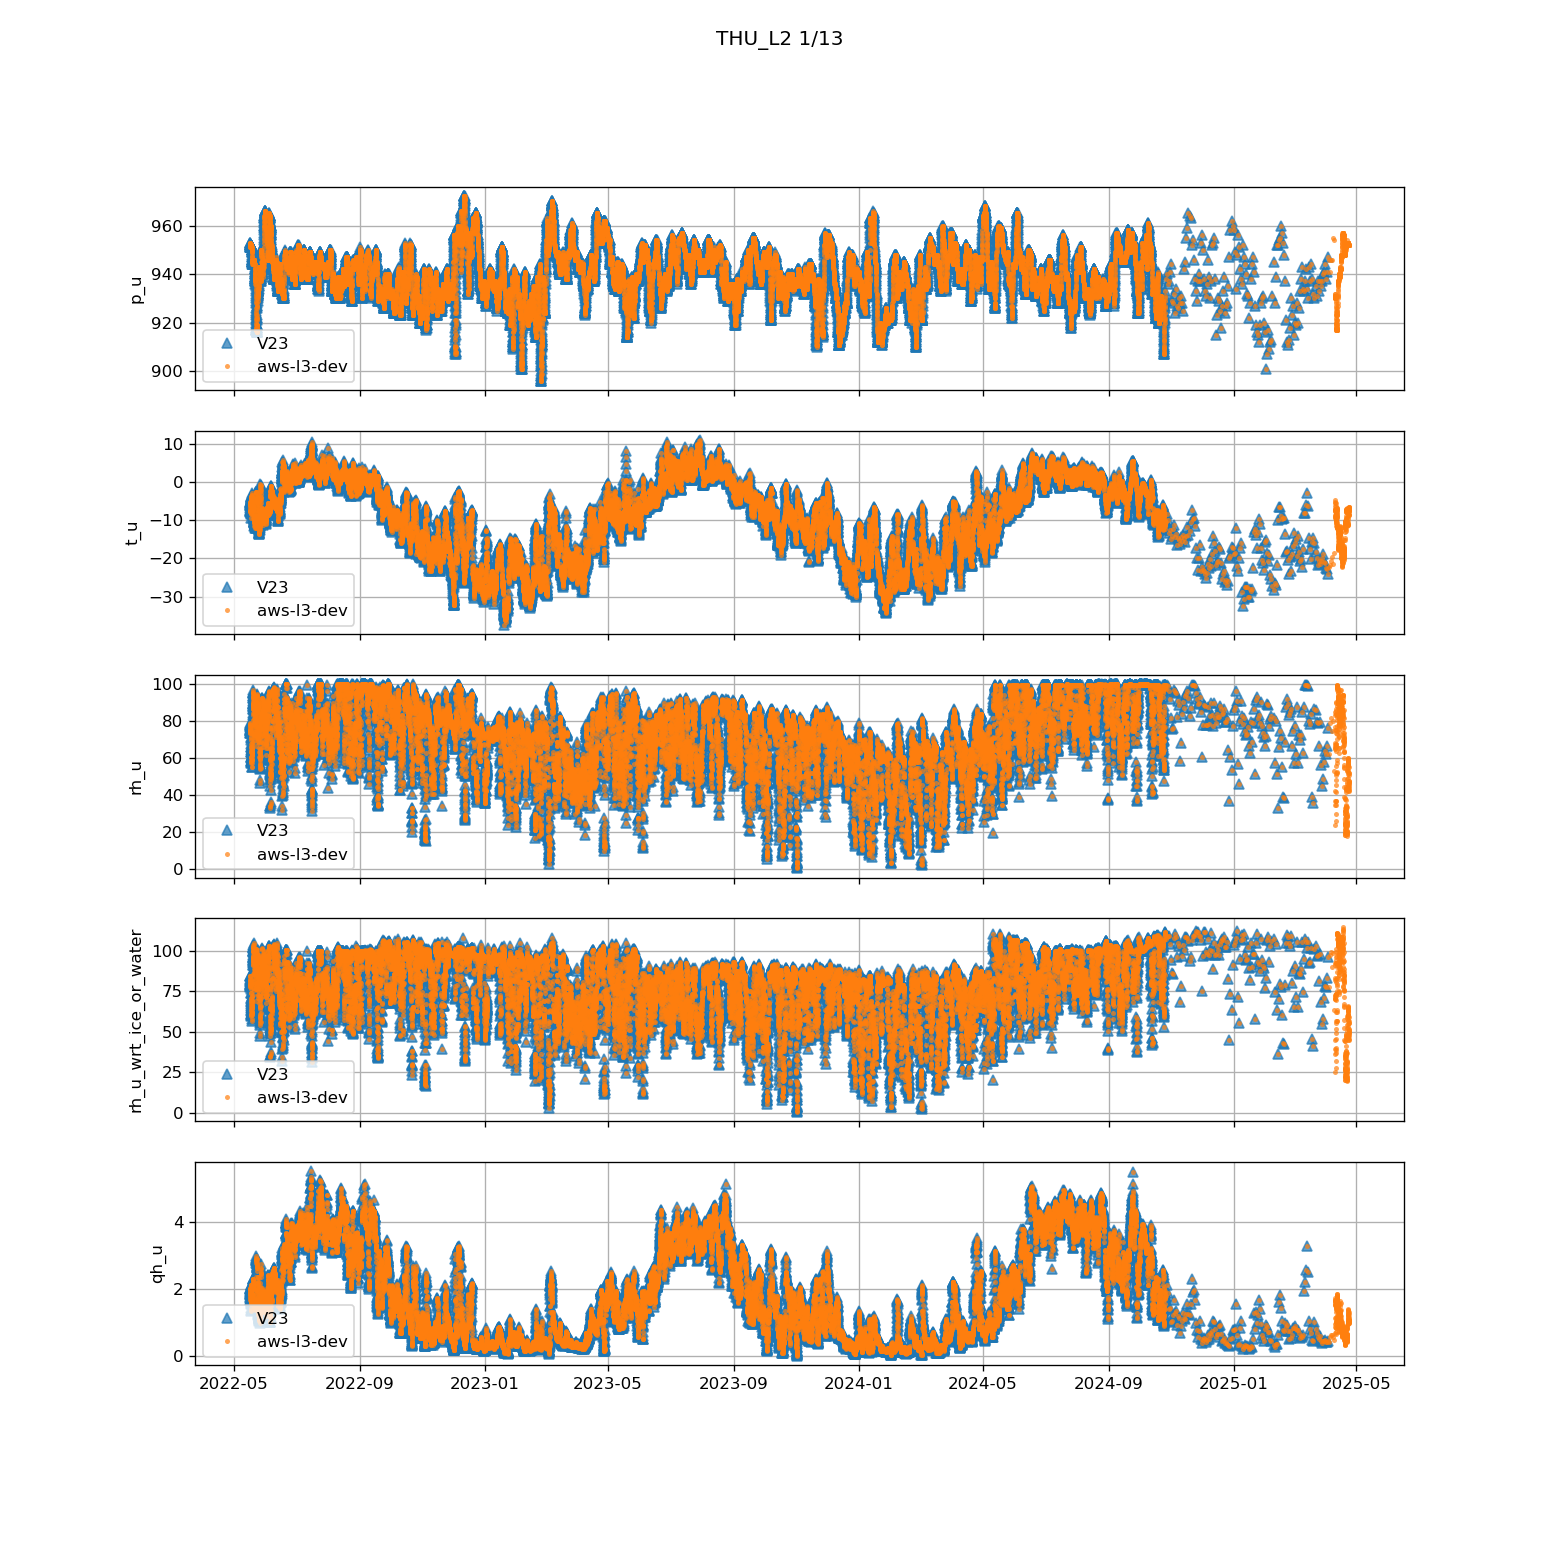 THU_L2 1/13
960
940
920
900
p_u
V23
aws-l3-dev
10
0
−10
−20
−30
t_u
V23
aws-l3-dev
100
80
60
40
20
0
rh_u
V23
aws-l3-dev
100
75
50
25
0
rh_u_wrt_ice_or_water
V23
aws-l3-dev
4
2
0
qh_u
V23
aws-l3-dev
2022-05 2022-09 2023-01 2023-05 2023-09 2024-01 2024-05 2024-09 2025-01 2025-05